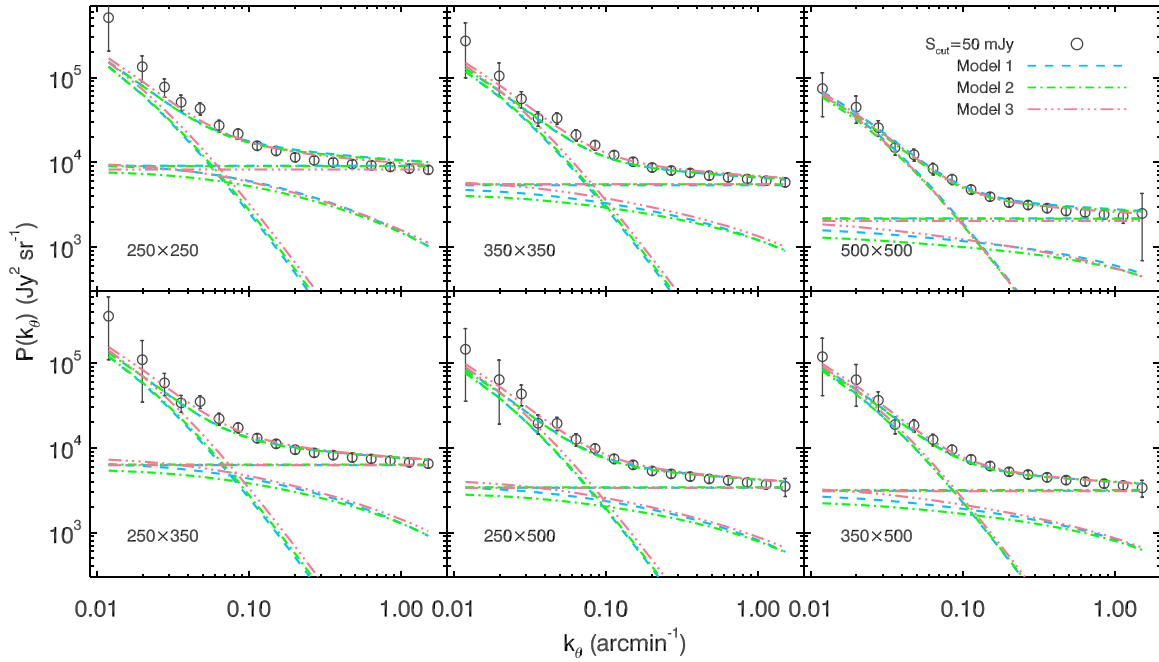 S_cut=50 mJy
Model 1
Model 2
Model 3
10^5
10^4
10^3
250×250
350×350
500×500
P(k_θ) (Jy^2 sr^-1)
10^5
10^4
10^3
250×350
250×500
350×500
0.01 0.10 1.00 0.01 0.10 1.00 0.01 0.10 1.00
k_θ (arcmin^-1)